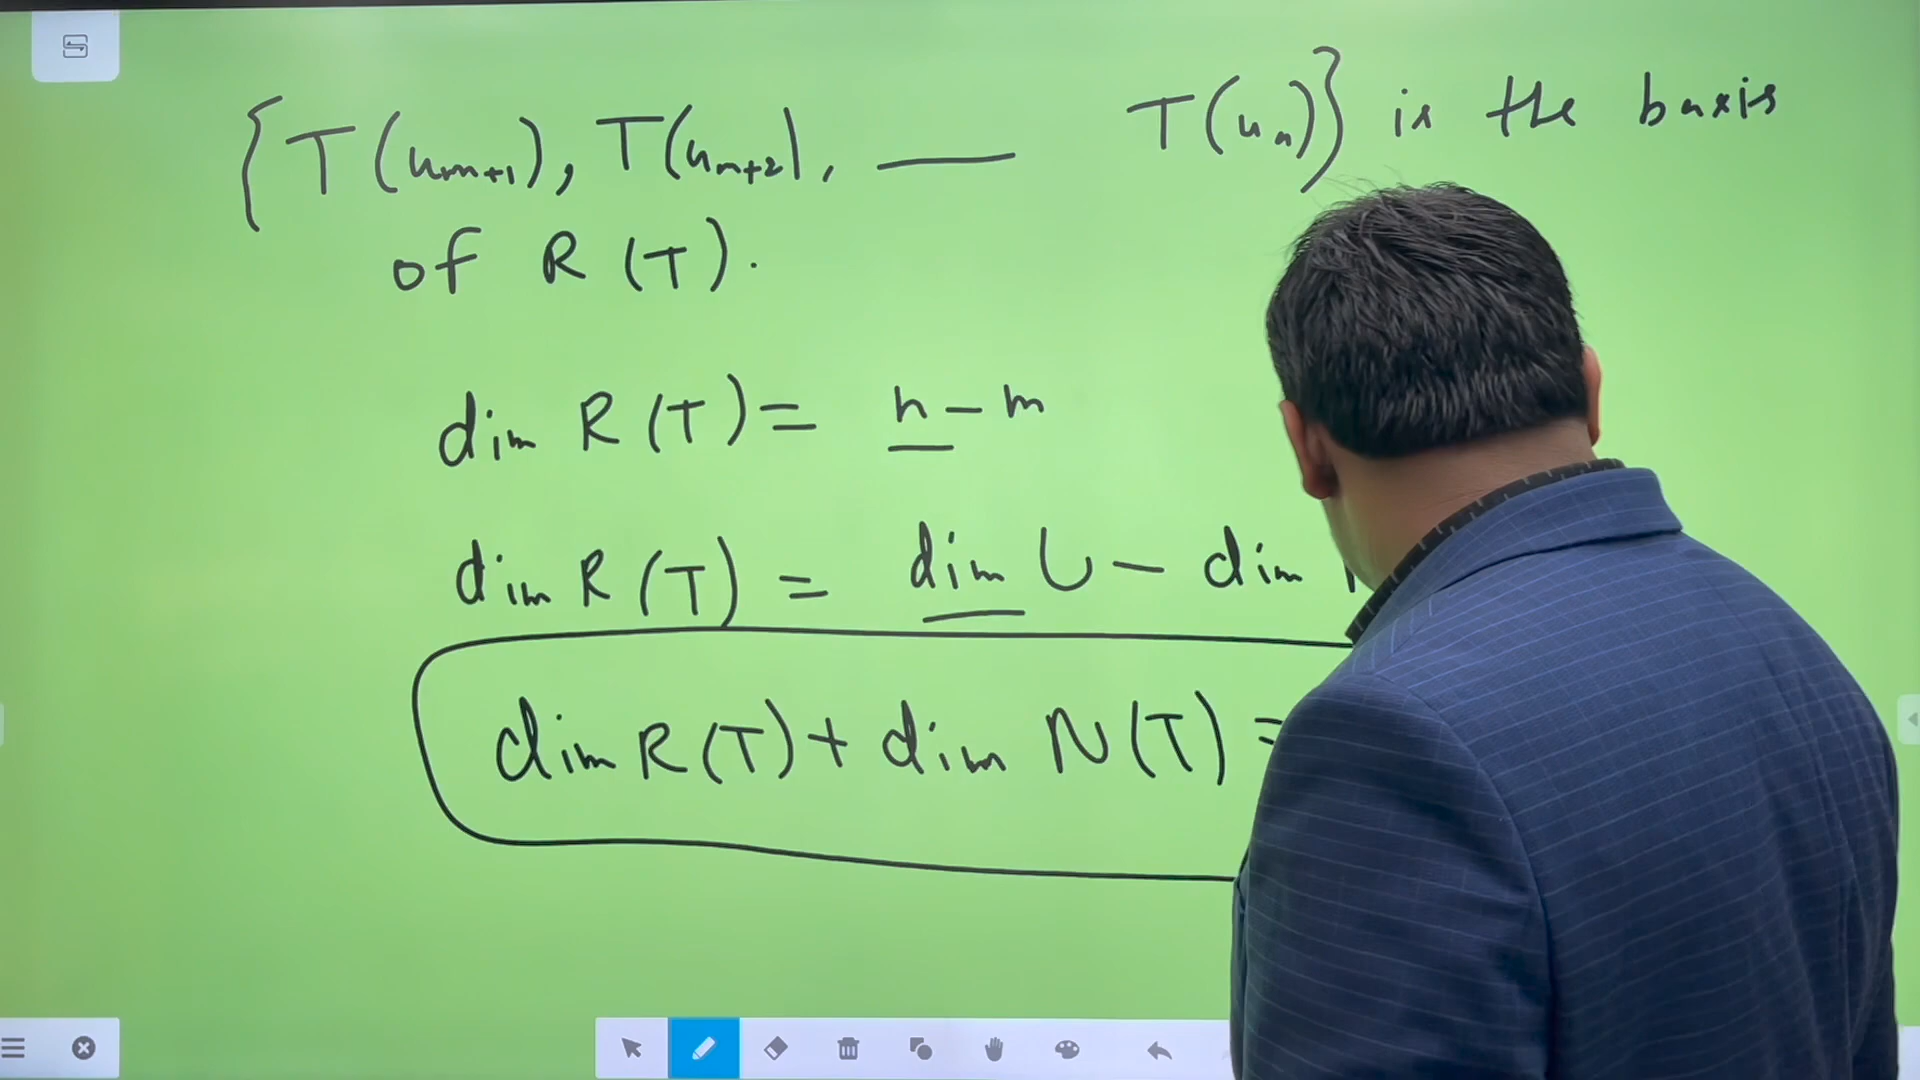 {T(uₘ₊₁), T(uₘ₊₂), —— T(uₙ)} is the basis
of R (T).
dim R (T) = n - m
dim R (T) = dim U - dim
dim R (T) + dim N (T) =